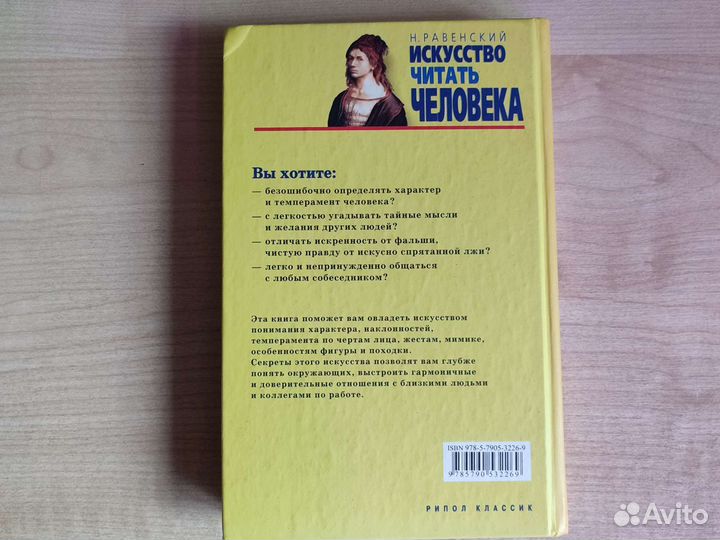 Н. РАВЕНСКИЙ
ИСКУССТВО
ЧИТАТЬ
ЧЕЛОВЕКА
Вы хотите:
— безошибочно определять характер
и темперамент человека?
— с легкостью угадывать тайные мысли
и желания других людей?
— отличать искренность от фальши,
чистую правду от искусно спрятанной лжи?
— легко и непринужденно общаться
с любым собеседником?
Эта книга поможет вам овладеть искусством
понимания характера, наклонностей,
темперамента по чертам лица, жестам, мимике,
особенностям фигуры и походки.
Секреты этого искусства позволят вам глубже
понять окружающих, выстроить гармоничные
и доверительные отношения с близкими людьми
и коллегами по работе.
ISBN 978-5-7905-3226-9
9785790532269
РИПОЛ КЛАССИК
Avito